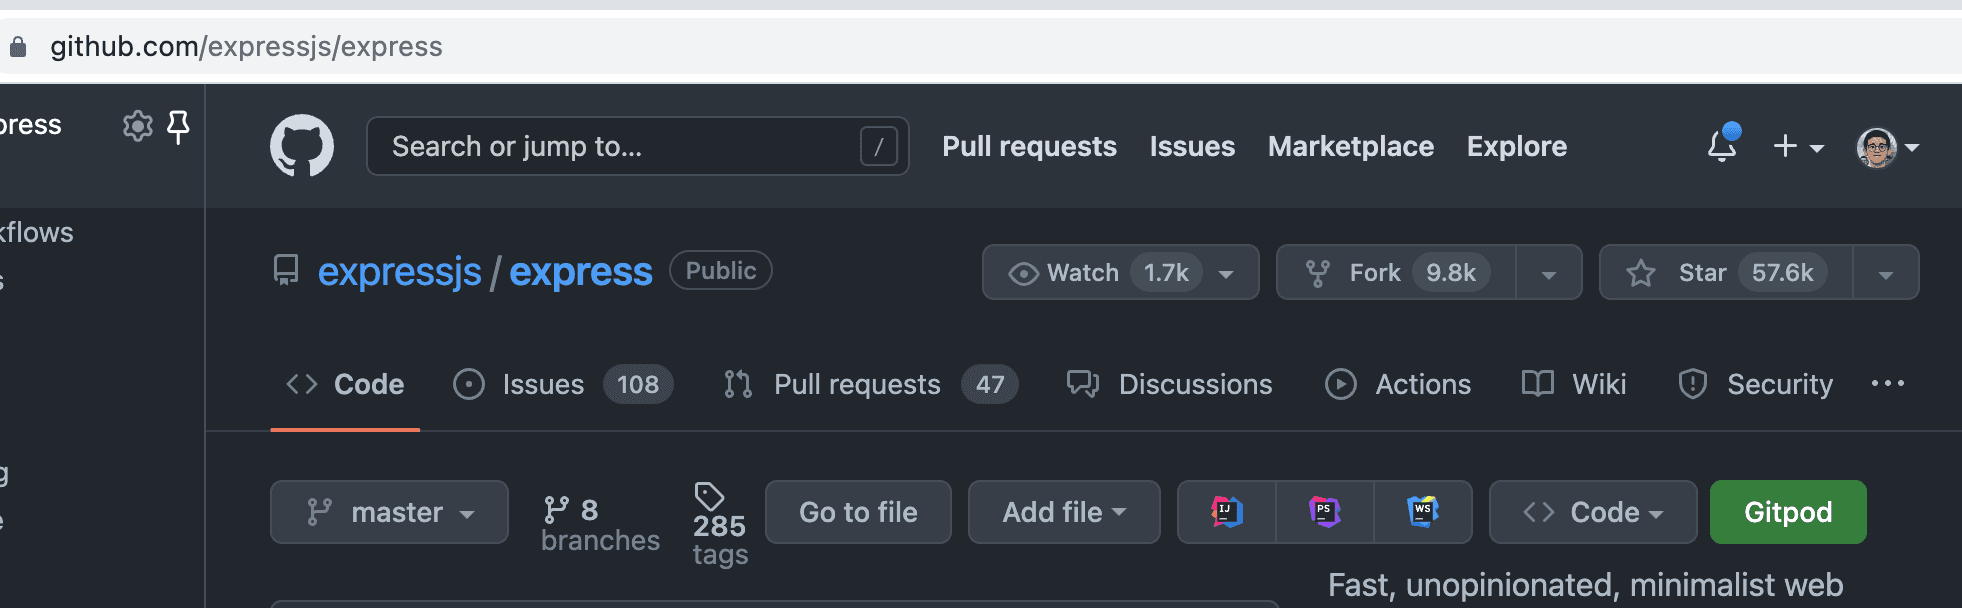 github.com/expressjs/express
press
Search or jump to... /
Pull requests Issues Marketplace Explore
kflows
s
expressjs / express Public
Watch 1.7k Fork 9.8k Star 57.6k
Code Issues 108 Pull requests 47 Discussions Actions Wiki Security ...
g
e
master 8 branches 285 tags Go to file Add file IJ PS WS Code Gitpod
Fast, unopinionated, minimalist web